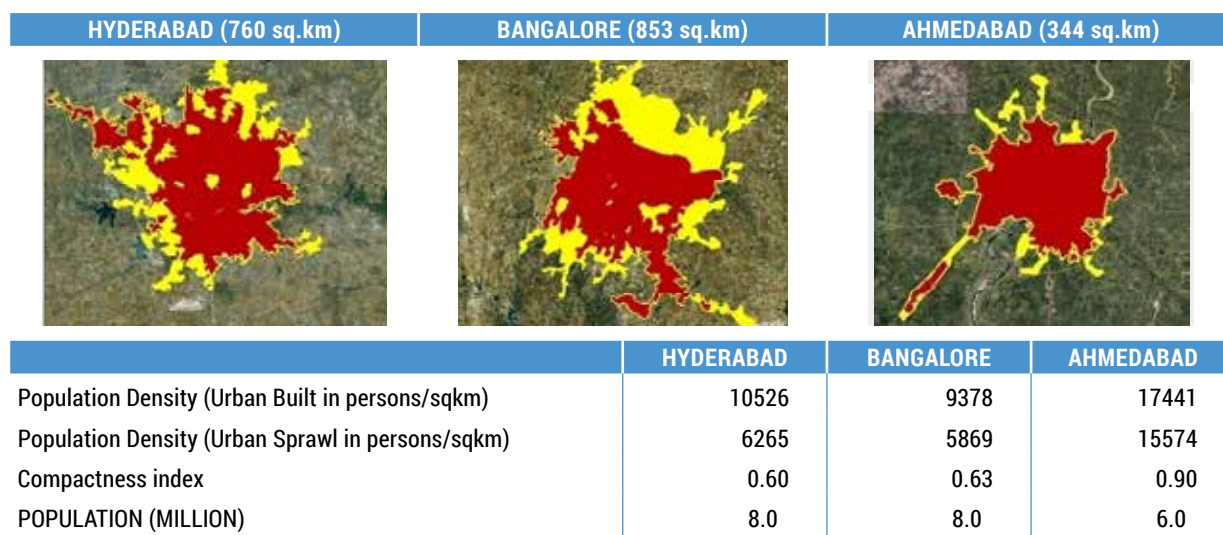 HYDERABAD (760 sq.km) BANGALORE (853 sq.km) AHMEDABAD (344 sq.km)
HYDERABAD BANGALORE AHMEDABAD
Population Density (Urban Built in persons/sqkm) 10526 9378 17441
Population Density (Urban Sprawl in persons/sqkm) 6265 5869 15574
Compactness index 0.60 0.63 0.90
POPULATION (MILLION) 8.0 8.0 6.0